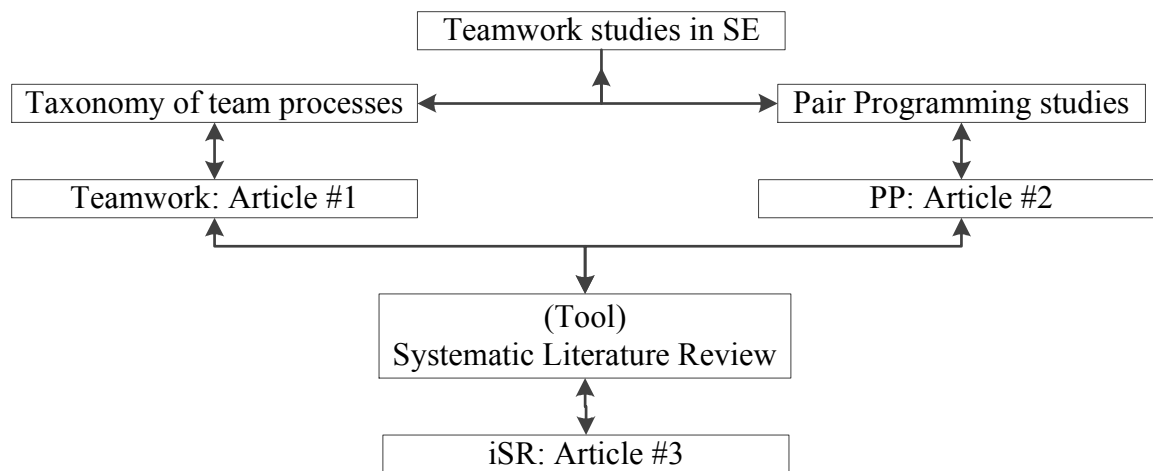 Teamwork studies in SE
Taxonomy of team processes
Pair Programming studies
Teamwork: Article #1
PP: Article #2
(Tool)
Systematic Literature Review
iSR: Article #3